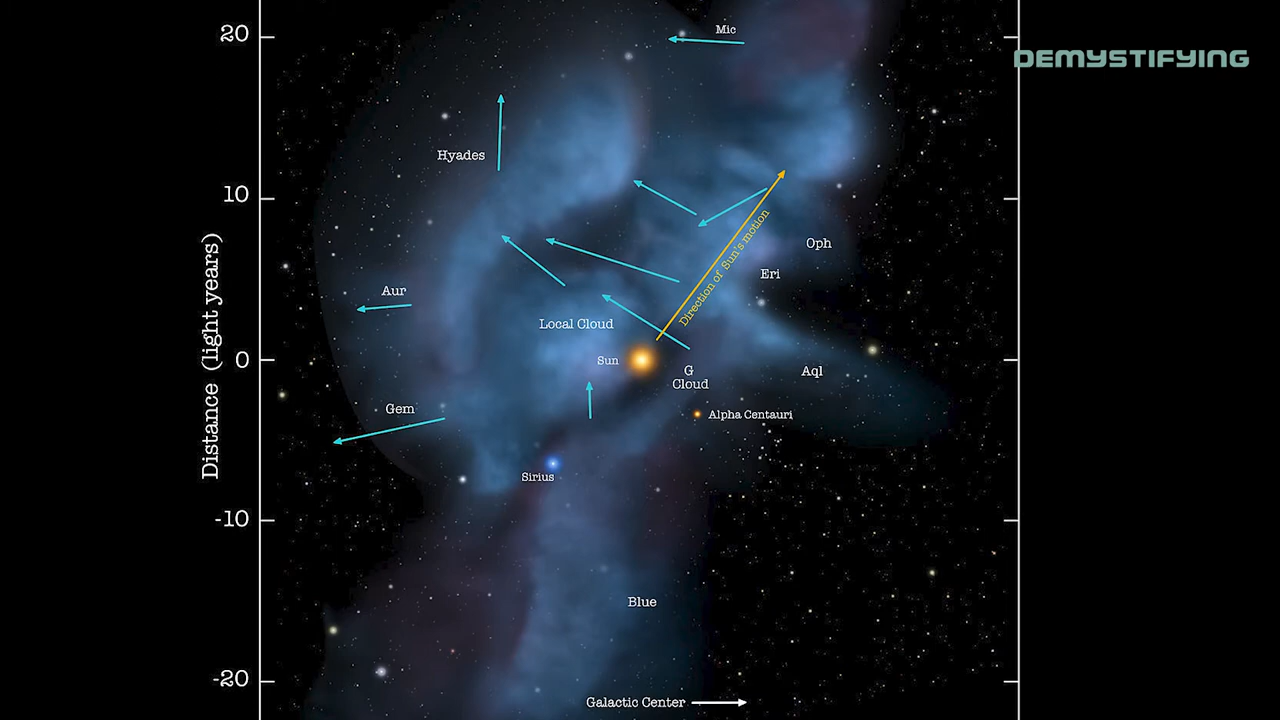 20
Mic
DEMYSTIFYING
Hyades
10
Oph
Eri
Direction of Sun's motion
Aur
Local Cloud
Distance (light years)
0
Sun
G
Cloud
Aql
Gem
Alpha Centauri
Sirius
-10
Blue
-20
Galactic Center